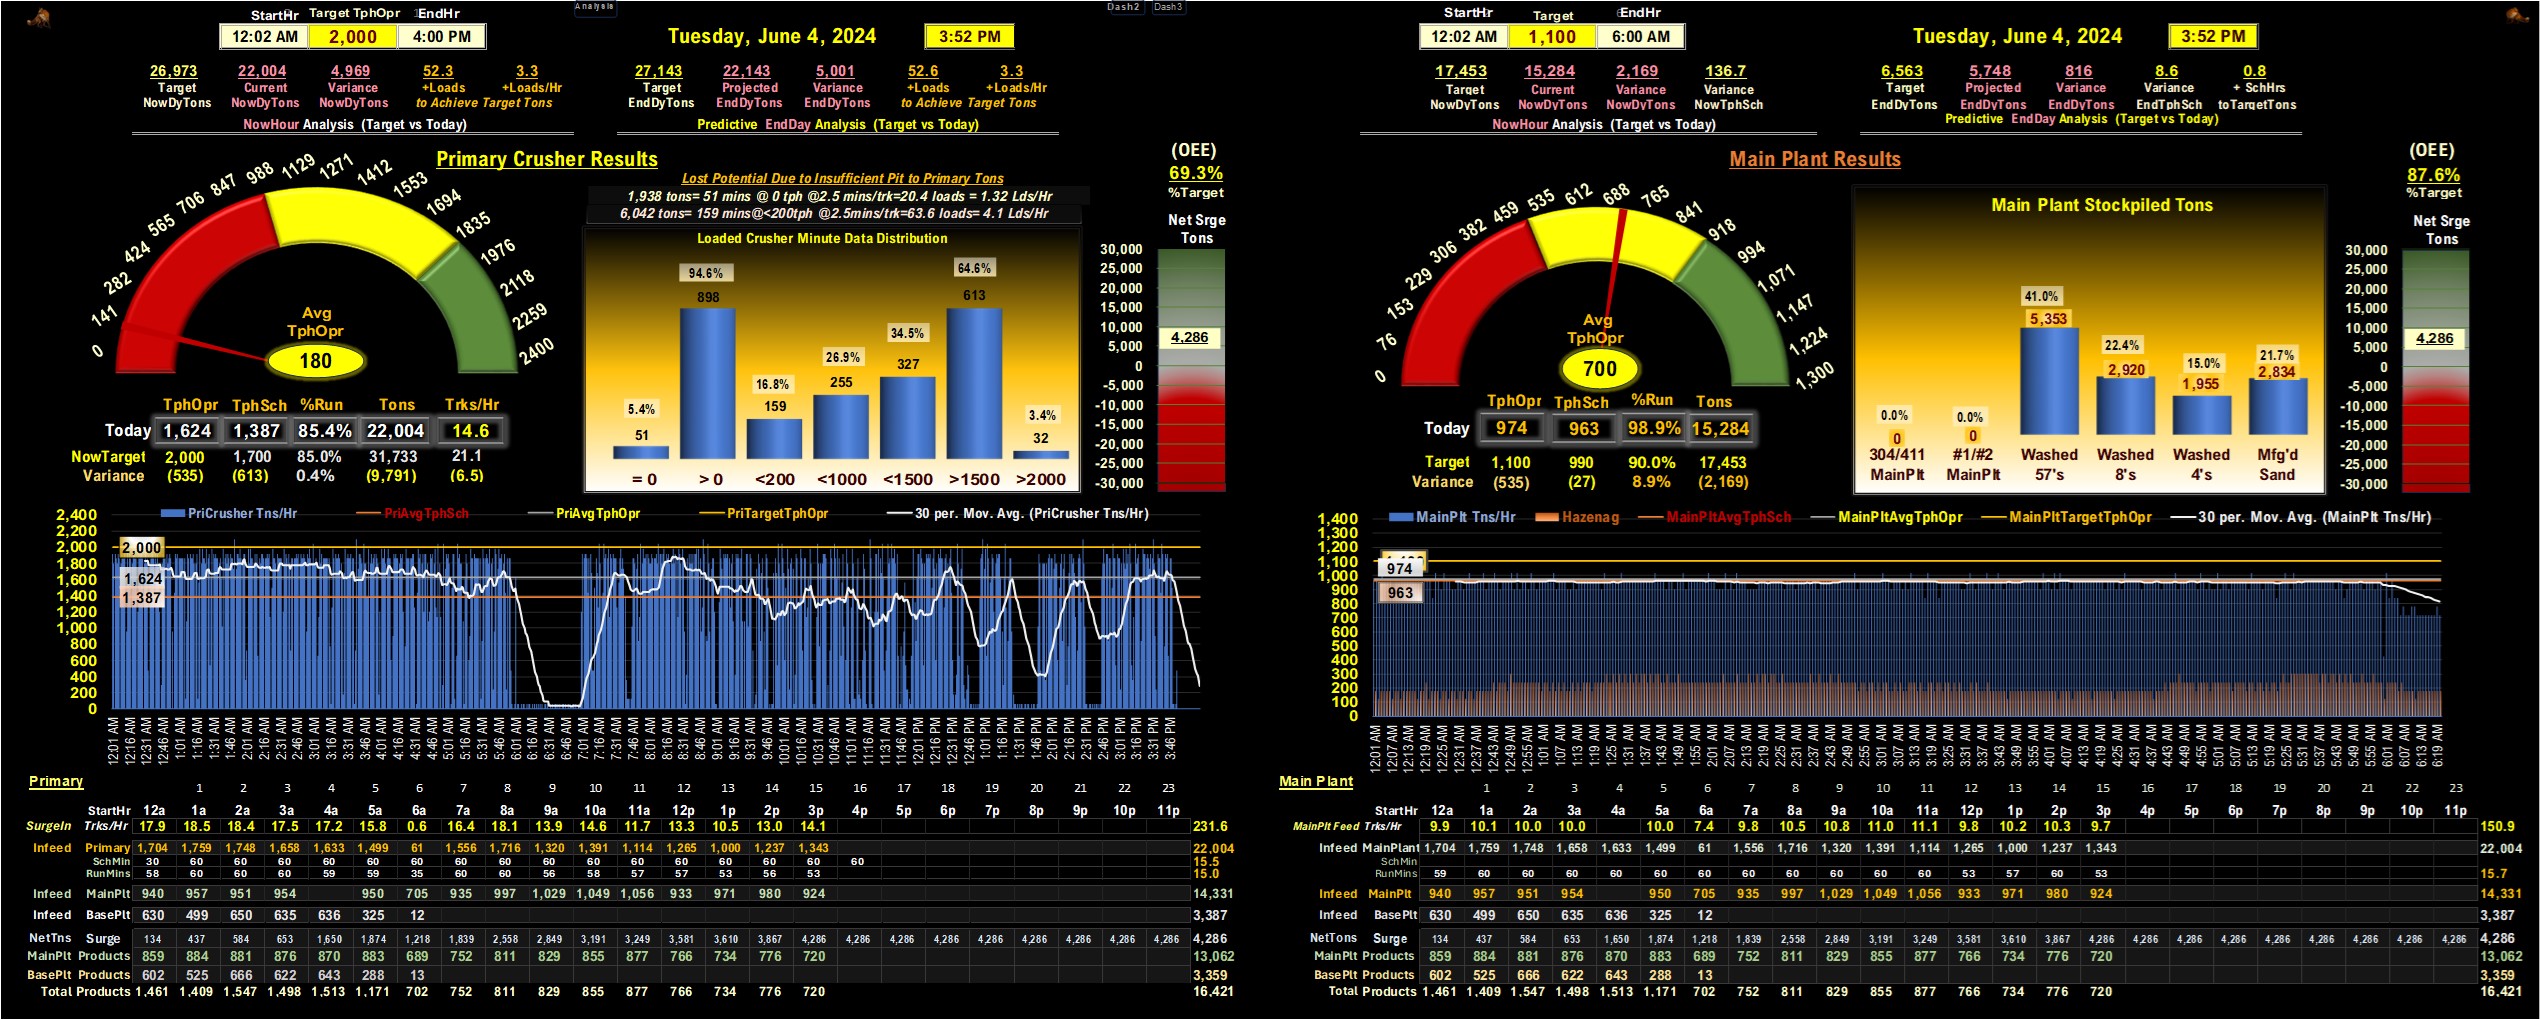 Analysis Dash2 Dash3
StartHr Target TphOpr EndHr
12:02 AM 2,000 4:00 PM
Tuesday, June 4, 2024 3:52 PM
26,973 22,004 4,969 52.3 3.3
Target Current Variance +Loads +Loads/Hr
NowDyTons NowDyTons NowDyTons to Achieve Target Tons
NowHour Analysis (Target vs Today)
27,143 22,143 5,001 52.6 3.3
Target Projected Variance +Loads +Loads/Hr
EndDyTons EndDyTons EndDyTons to Achieve Target Tons
Predictive EndDay Analysis (Target vs Today)
Primary Crusher Results
(OEE)
69.3%
%Target
Lost Potential Due to Insufficient Pit to Primary Tons
1,938 tons= 51 mins @ 0 tph @2.5 mins/trk=20.4 loads = 1.32 Lds/Hr
6,042 tons= 159 mins@<200tph @2.5mins/trk=63.6 loads= 4.1 Lds/Hr
0 141 282 424 565 706 847 988 1129 1271 1412 1553 1694 1835 1976 2118 2259 2400
Avg
TphOpr
180
Loaded Crusher Minute Data Distribution
5.4% 94.6% 16.8% 26.9% 34.5% 64.6% 3.4%
51 898 159 255 327 613 32
= 0 > 0 <200 <1000 <1500 >1500 >2000
Net Srge
Tons
30,000
25,000
20,000
15,000
10,000
5,000
0
-5,000
-10,000
-15,000
-20,000
-25,000
-30,000
4,286
TphOpr TphSch %Run Tons Trks/Hr
Today 1,624 1,387 85.4% 22,004 14.6
NowTarget 2,000 1,700 85.0% 31,733 21.1
Variance (535) (613) 0.4% (9,791) (6.5)
PriCrusher Tns/Hr PriAvgTphSch PriAvgTphOpr PriTargetTphOpr 30 per. Mov. Avg. (PriCrusher Tns/Hr)
2,400
2,200
2,000
1,800
1,600
1,400
1,200
1,000
800
600
400
200
0
2,000
1,624
1,387
12:01 AM 12:16 AM 12:31 AM 12:46 AM 1:01 AM 1:16 AM 1:31 AM 1:46 AM 2:01 AM 2:16 AM 2:31 AM 2:46 AM 3:01 AM 3:16 AM 3:31 AM 3:46 AM 4:01 AM 4:16 AM 4:31 AM 4:46 AM 5:01 AM 5:16 AM 5:31 AM 5:46 AM 6:01 AM 6:16 AM 6:31 AM 6:46 AM 7:01 AM 7:16 AM 7:31 AM 7:46 AM 8:01 AM 8:16 AM 8:31 AM 8:46 AM 9:01 AM 9:16 AM 9:31 AM 9:46 AM 10:01 AM 10:16 AM 10:31 AM 10:46 AM 11:01 AM 11:16 AM 11:31 AM 11:46 AM 12:01 PM 12:16 PM 12:31 PM 12:46 PM 1:01 PM 1:16 PM 1:31 PM 1:46 PM 2:01 PM 2:16 PM 2:31 PM 2:46 PM 3:01 PM 3:16 PM 3:31 PM 3:46 PM
Primary
1 2 3 4 5 6 7 8 9 10 11 12 13 14 15 16 17 18 19 20 21 22 23
StartHr 12a 1a 2a 3a 4a 5a 6a 7a 8a 9a 10a 11a 12p 1p 2p 3p 4p 5p 6p 7p 8p 9p 10p 11p
SurgeIn Trks/Hr 17.9 18.5 18.4 17.5 17.2 15.8 0.6 16.4 18.1 13.9 14.6 11.7 13.3 10.5 13.0 14.1 231.6
Infeed Primary 1,704 1,759 1,748 1,658 1,633 1,499 61 1,556 1,716 1,320 1,391 1,114 1,265 1,000 1,237 1,343 22,004
SchMin 30 60 60 60 60 60 60 60 60 60 60 60 60 60 60 60 60 15.5
RunMins 58 60 60 60 59 59 35 60 60 56 58 57 57 53 56 53 15.0
Infeed MainPlt 940 957 951 954 950 705 935 997 1,029 1,049 1,056 933 971 980 924 14,331
Infeed BasePlt 630 499 650 635 636 325 12 3,387
NetTns Surge 134 437 584 653 1,650 1,874 1,218 1,839 2,558 2,849 3,191 3,249 3,581 3,610 3,867 4,286 4,286 4,286 4,286 4,286 4,286 4,286 4,286 4,286 4,286
MainPlt Products 859 884 881 876 870 883 689 752 811 829 855 877 766 734 776 720 13,062
BasePlt Products 602 525 666 622 643 288 13 3,359
Total Products 1,461 1,409 1,547 1,498 1,513 1,171 702 752 811 829 855 877 766 734 776 720 16,421
StartHr Target EndHr
12:02 AM 1,100 6:00 AM
Tuesday, June 4, 2024 3:52 PM
17,453 15,284 2,169 136.7
Target Current Variance Variance
NowDyTons NowDyTons NowDyTons NowTphSch
NowHour Analysis (Target vs Today)
6,563 5,748 816 8.6 0.8
Target Projected Variance Variance + SchHrs
EndDyTons EndDyTons EndDyTons EndTphSch toTargetTons
Predictive EndDay Analysis (Target vs Today)
Main Plant Results
(OEE)
87.6%
%Target
0 76 153 229 306 382 459 535 612 688 765 841 918 994 1,071 1,147 1,224 1,300
Avg
TphOpr
700
Main Plant Stockpiled Tons
0.0% 0.0% 41.0% 22.4% 15.0% 21.7%
0 0 5,353 2,920 1,955 2,834
304/411 #1/#2 Washed Washed Washed Mfg'd
MainPlt MainPlt 57's 8's 4's Sand
Net Srge
Tons
30,000
25,000
20,000
15,000
10,000
5,000
0
-5,000
-10,000
-15,000
-20,000
-25,000
-30,000
4,286
TphOpr TphSch %Run Tons
Today 974 963 98.9% 15,284
Target 1,100 990 90.0% 17,453
Variance (535) (27) 8.9% (2,169)
MainPlt Tns/Hr Hazenag MainPltAvgTphSch MainPltAvgTphOpr MainPltTargetTphOpr 30 per. Mov. Avg. (MainPlt Tns/Hr)
1,400
1,300
1,200
1,100
1,000
900
800
700
600
500
400
300
200
100
0
974
963
12:01 AM 12:07 AM 12:13 AM 12:19 AM 12:25 AM 12:31 AM 12:37 AM 12:43 AM 12:49 AM 12:55 AM 1:01 AM 1:07 AM 1:13 AM 1:19 AM 1:25 AM 1:31 AM 1:37 AM 1:43 AM 1:49 AM 1:55 AM 2:01 AM 2:07 AM 2:13 AM 2:19 AM 2:25 AM 2:31 AM 2:37 AM 2:43 AM 2:49 AM 2:55 AM 3:01 AM 3:07 AM 3:13 AM 3:19 AM 3:25 AM 3:31 AM 3:37 AM 3:43 AM 3:49 AM 3:55 AM 4:01 AM 4:07 AM 4:13 AM 4:19 AM 4:25 AM 4:31 AM 4:37 AM 4:43 AM 4:49 AM 4:55 AM 5:01 AM 5:07 AM 5:13 AM 5:19 AM 5:25 AM 5:31 AM 5:37 AM 5:43 AM 5:49 AM 5:55 AM 6:01 AM 6:07 AM 6:13 AM 6:19 AM
Main Plant
1 2 3 4 5 6 7 8 9 10 11 12 13 14 15 16 17 18 19 20 21 22 23
StartHr 12a 1a 2a 3a 4a 5a 6a 7a 8a 9a 10a 11a 12p 1p 2p 3p 4p 5p 6p 7p 8p 9p 10p 11p
MainPlt Feed Trks/Hr 9.9 10.1 10.0 10.0 10.0 7.4 9.8 10.5 10.8 11.0 11.1 9.8 10.2 10.3 9.7 150.9
Infeed MainPlant 1,704 1,759 1,748 1,658 1,633 1,499 61 1,556 1,716 1,320 1,391 1,114 1,265 1,000 1,237 1,343 22,004
SchMin
RunMins 59 60 60 60 60 60 60 60 60 60 60 60 53 57 60 53 15.7
Infeed MainPlt 940 957 951 954 950 705 935 997 1,029 1,049 1,056 933 971 980 924 14,331
Infeed BasePlt 630 499 650 635 636 325 12 3,387
NetTons Surge 134 437 584 653 1,650 1,874 1,218 1,839 2,558 2,849 3,191 3,249 3,581 3,610 3,867 4,286 4,286 4,286 4,286 4,286 4,286 4,286 4,286 4,286 4,286
MainPlt Products 859 884 881 876 870 883 689 752 811 829 855 877 766 734 776 720 13,062
BasePlt Products 602 525 666 622 643 288 13 3,359
Total Products 1,461 1,409 1,547 1,498 1,513 1,171 702 752 811 829 855 877 766 734 776 720 16,421